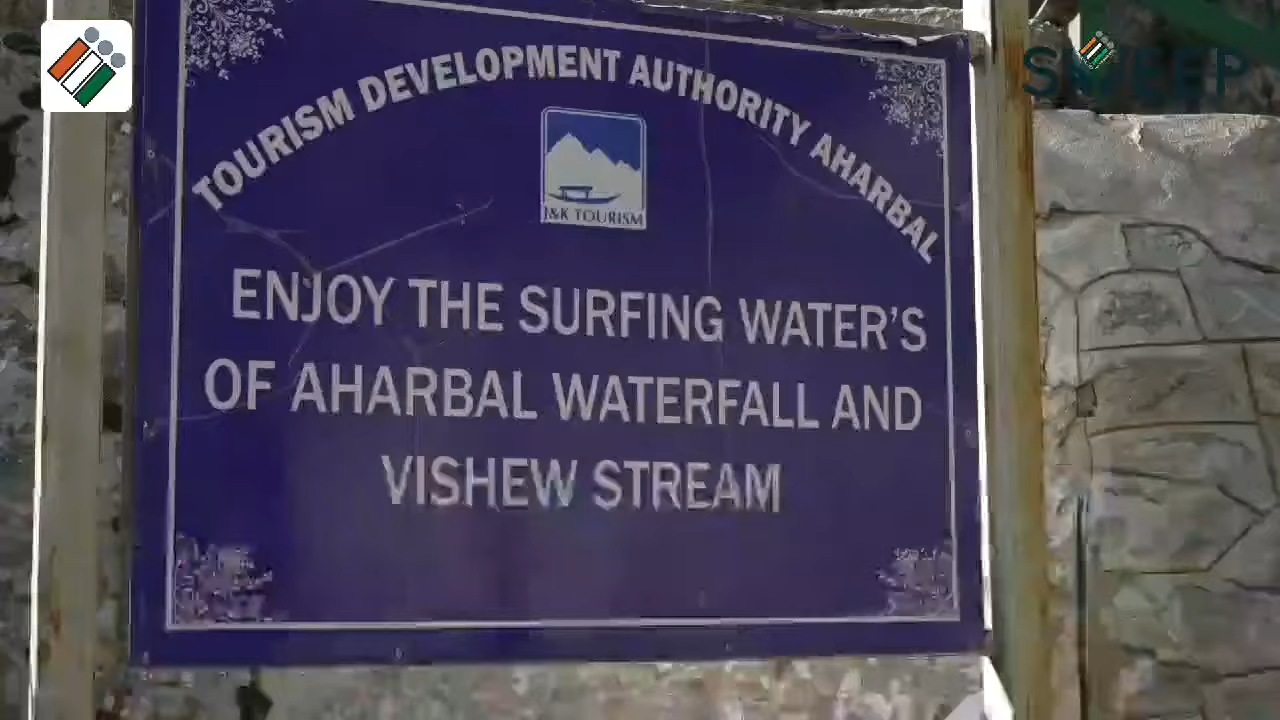 SWEEP
TOURISM DEVELOPMENT AUTHORITY AHARBAL
J&K TOURISM
ENJOY THE SURFING WATER'S
OF AHARBAL WATERFALL AND
VISHEW STREAM